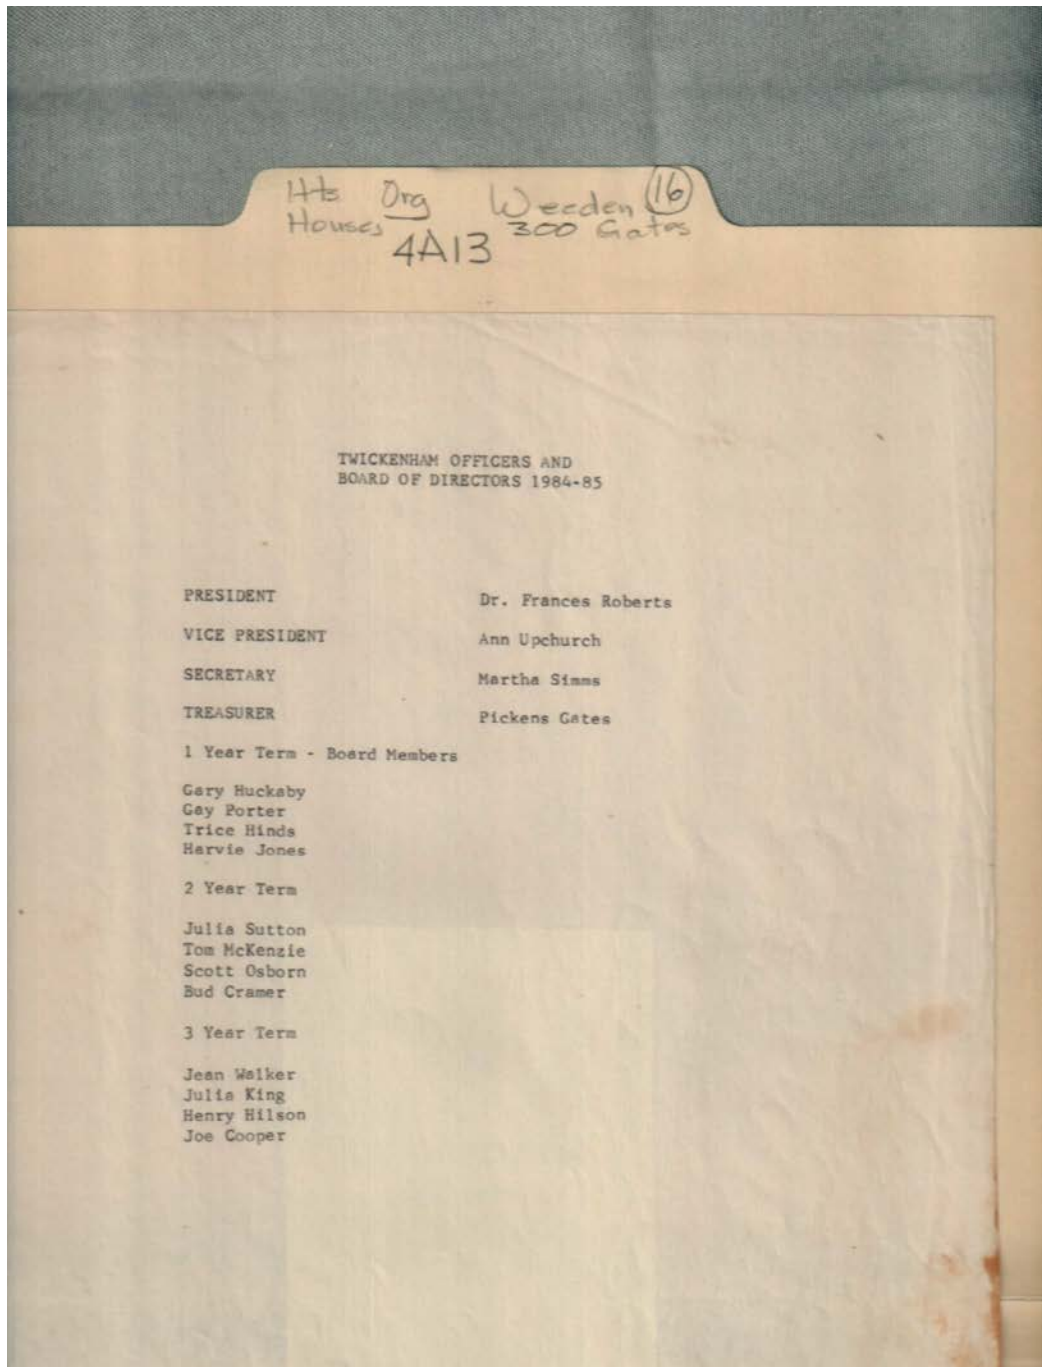 Hts Org Weeden 16
Houses 300 Gates
4A13
TWICKENHAM OFFICERS AND
BOARD OF DIRECTORS 1984-85
PRESIDENT Dr. Frances Roberts
VICE PRESIDENT Ann Upchurch
SECRETARY Martha Simms
TREASURER Pickens Gates
1 Year Term - Board Members
Gary Huckaby
Gay Porter
Trice Hinds
Harvie Jones
2 Year Term
Julia Sutton
Tom McKenzie
Scott Osborn
Bud Cramer
3 Year Term
Jean Walker
Julia King
Henry Hilson
Joe Cooper